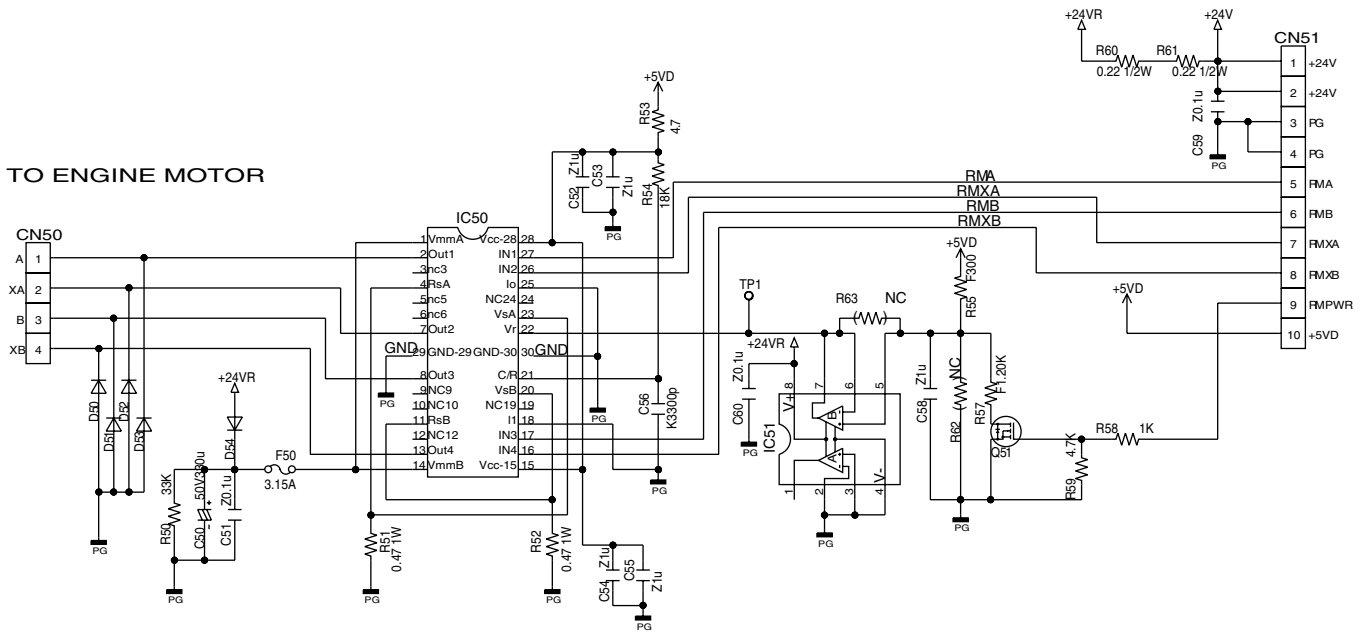 TO ENGINE MOTOR
CN50
A 1
XA 2
B 3
XB 4
D50
D51
D52
D53
+24VR
D54
F50
3.15A
33K
R50
50V330u
C50
+
-
Z0.1u
C51
PG
PG
IC50
1 VmmA
2 Out1
3 nc3
4 RsA
5 nc5
6 nc6
7 Out2
GND 29 GND-29
8 Out3
9 NC9
10 NC10
11 RsB
12 NC12
13 Out4
14 VmmB
Vcc-28 28
IN1 27
IN2 26
Io 25
NC24 24
VsA 23
Vr 22
GND-30 30 GND
C/R 21
VsB 20
NC19 19
I1 18
IN3 17
IN4 16
Vcc-15 15
PG
R51
0.47 1W
PG
R52
0.47 1W
PG
Z1u
C54
C55
Z1u
PG
+5VD
R53
4.7
Z1u
C52
C53
Z1u
PG
R54
18K
C56
K3300p
PG
PG
RMA
RMXA
RMB
RMXB
TP1
R63
NC
+24VR
Z0.1u
C60
PG
IC51
V+
V-
A
B
8
7
6
5
1
2
3
4
PG
+5VD
F300
R55
Z1u
C58
NC
R62
F1.20K
R57
Q51
PG
4.7K
R59
R58
1K
+24VR
+24V
R60
0.22 1/2W
R61
0.22 1/2W
Z0.1u
C59
PG
+5VD
CN51
1 +24V
2 +24V
3 PG
4 PG
5 RMA
6 RMB
7 RMXA
8 RMXB
9 RMPWR
10 +5VD